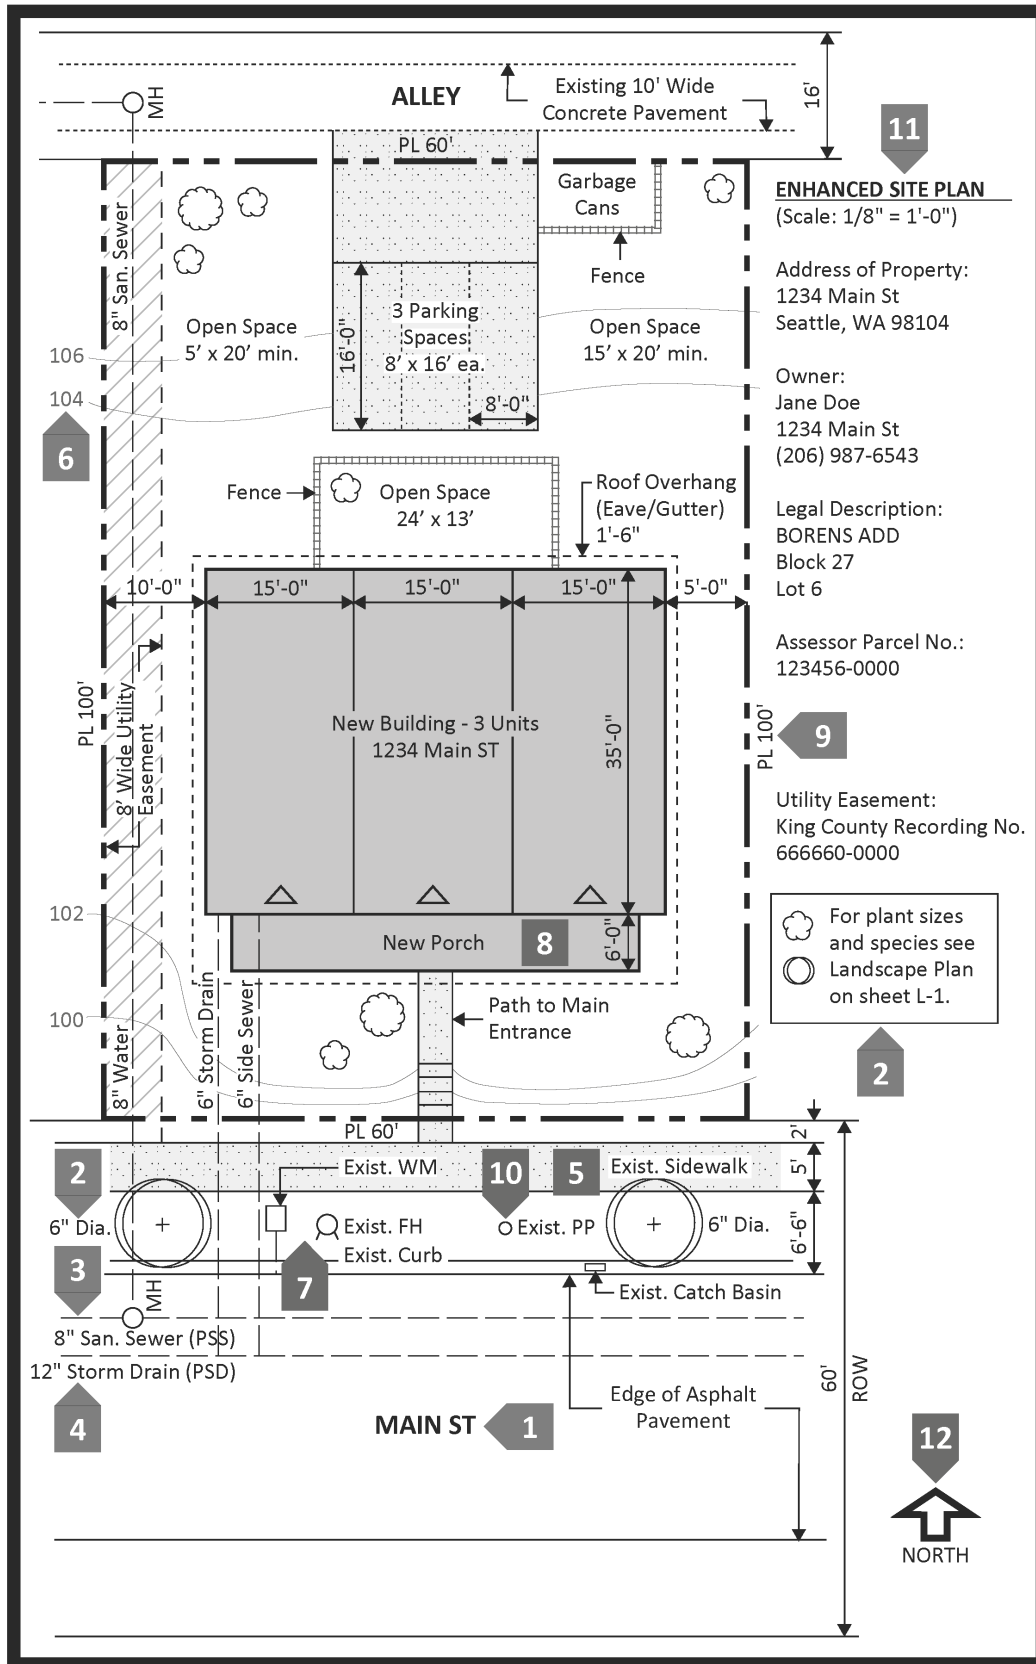 16'
MH
ALLEY
Existing 10' Wide
Concrete Pavement
11
PL 60'
Garbage
Cans
Fence
ENHANCED SITE PLAN
(Scale: 1/8" = 1'-0")
8" San. Sewer
Address of Property:
1234 Main St
Seattle, WA 98104
Open Space
5' x 20' min.
16'-0"
3 Parking
Spaces
8' x 16' ea.
8'-0"
Open Space
15' x 20' min.
106
104
6
Owner:
Jane Doe
1234 Main St
(206) 987-6543
Fence
Open Space
24' x 13'
Roof Overhang
(Eave/Gutter)
1'-6"
Legal Description:
BORENS ADD
Block 27
Lot 6
10'-0"
15'-0"
15'-0"
15'-0"
5'-0"
Assessor Parcel No.:
123456-0000
PL 100'
8' Wide Utility
Easement
New Building - 3 Units
1234 Main ST
35'-0"
PL 100'
9
Utility Easement:
King County Recording No.
666660-0000
102
New Porch
8
6'-0"
For plant sizes
and species see
Landscape Plan
on sheet L-1.
2
100
8" Water
6" Storm Drain
6" Side Sewer
Path to Main
Entrance
PL 60'
2'
2
Exist. WM
10
5
Exist. Sidewalk
5'
6" Dia.
Exist. FH
Exist. PP
6" Dia.
6'-6"
Exist. Curb
3
7
MH
Exist. Catch Basin
8" San. Sewer (PSS)
12" Storm Drain (PSD)
4
MAIN ST
1
Edge of Asphalt
Pavement
60'
ROW
12
NORTH